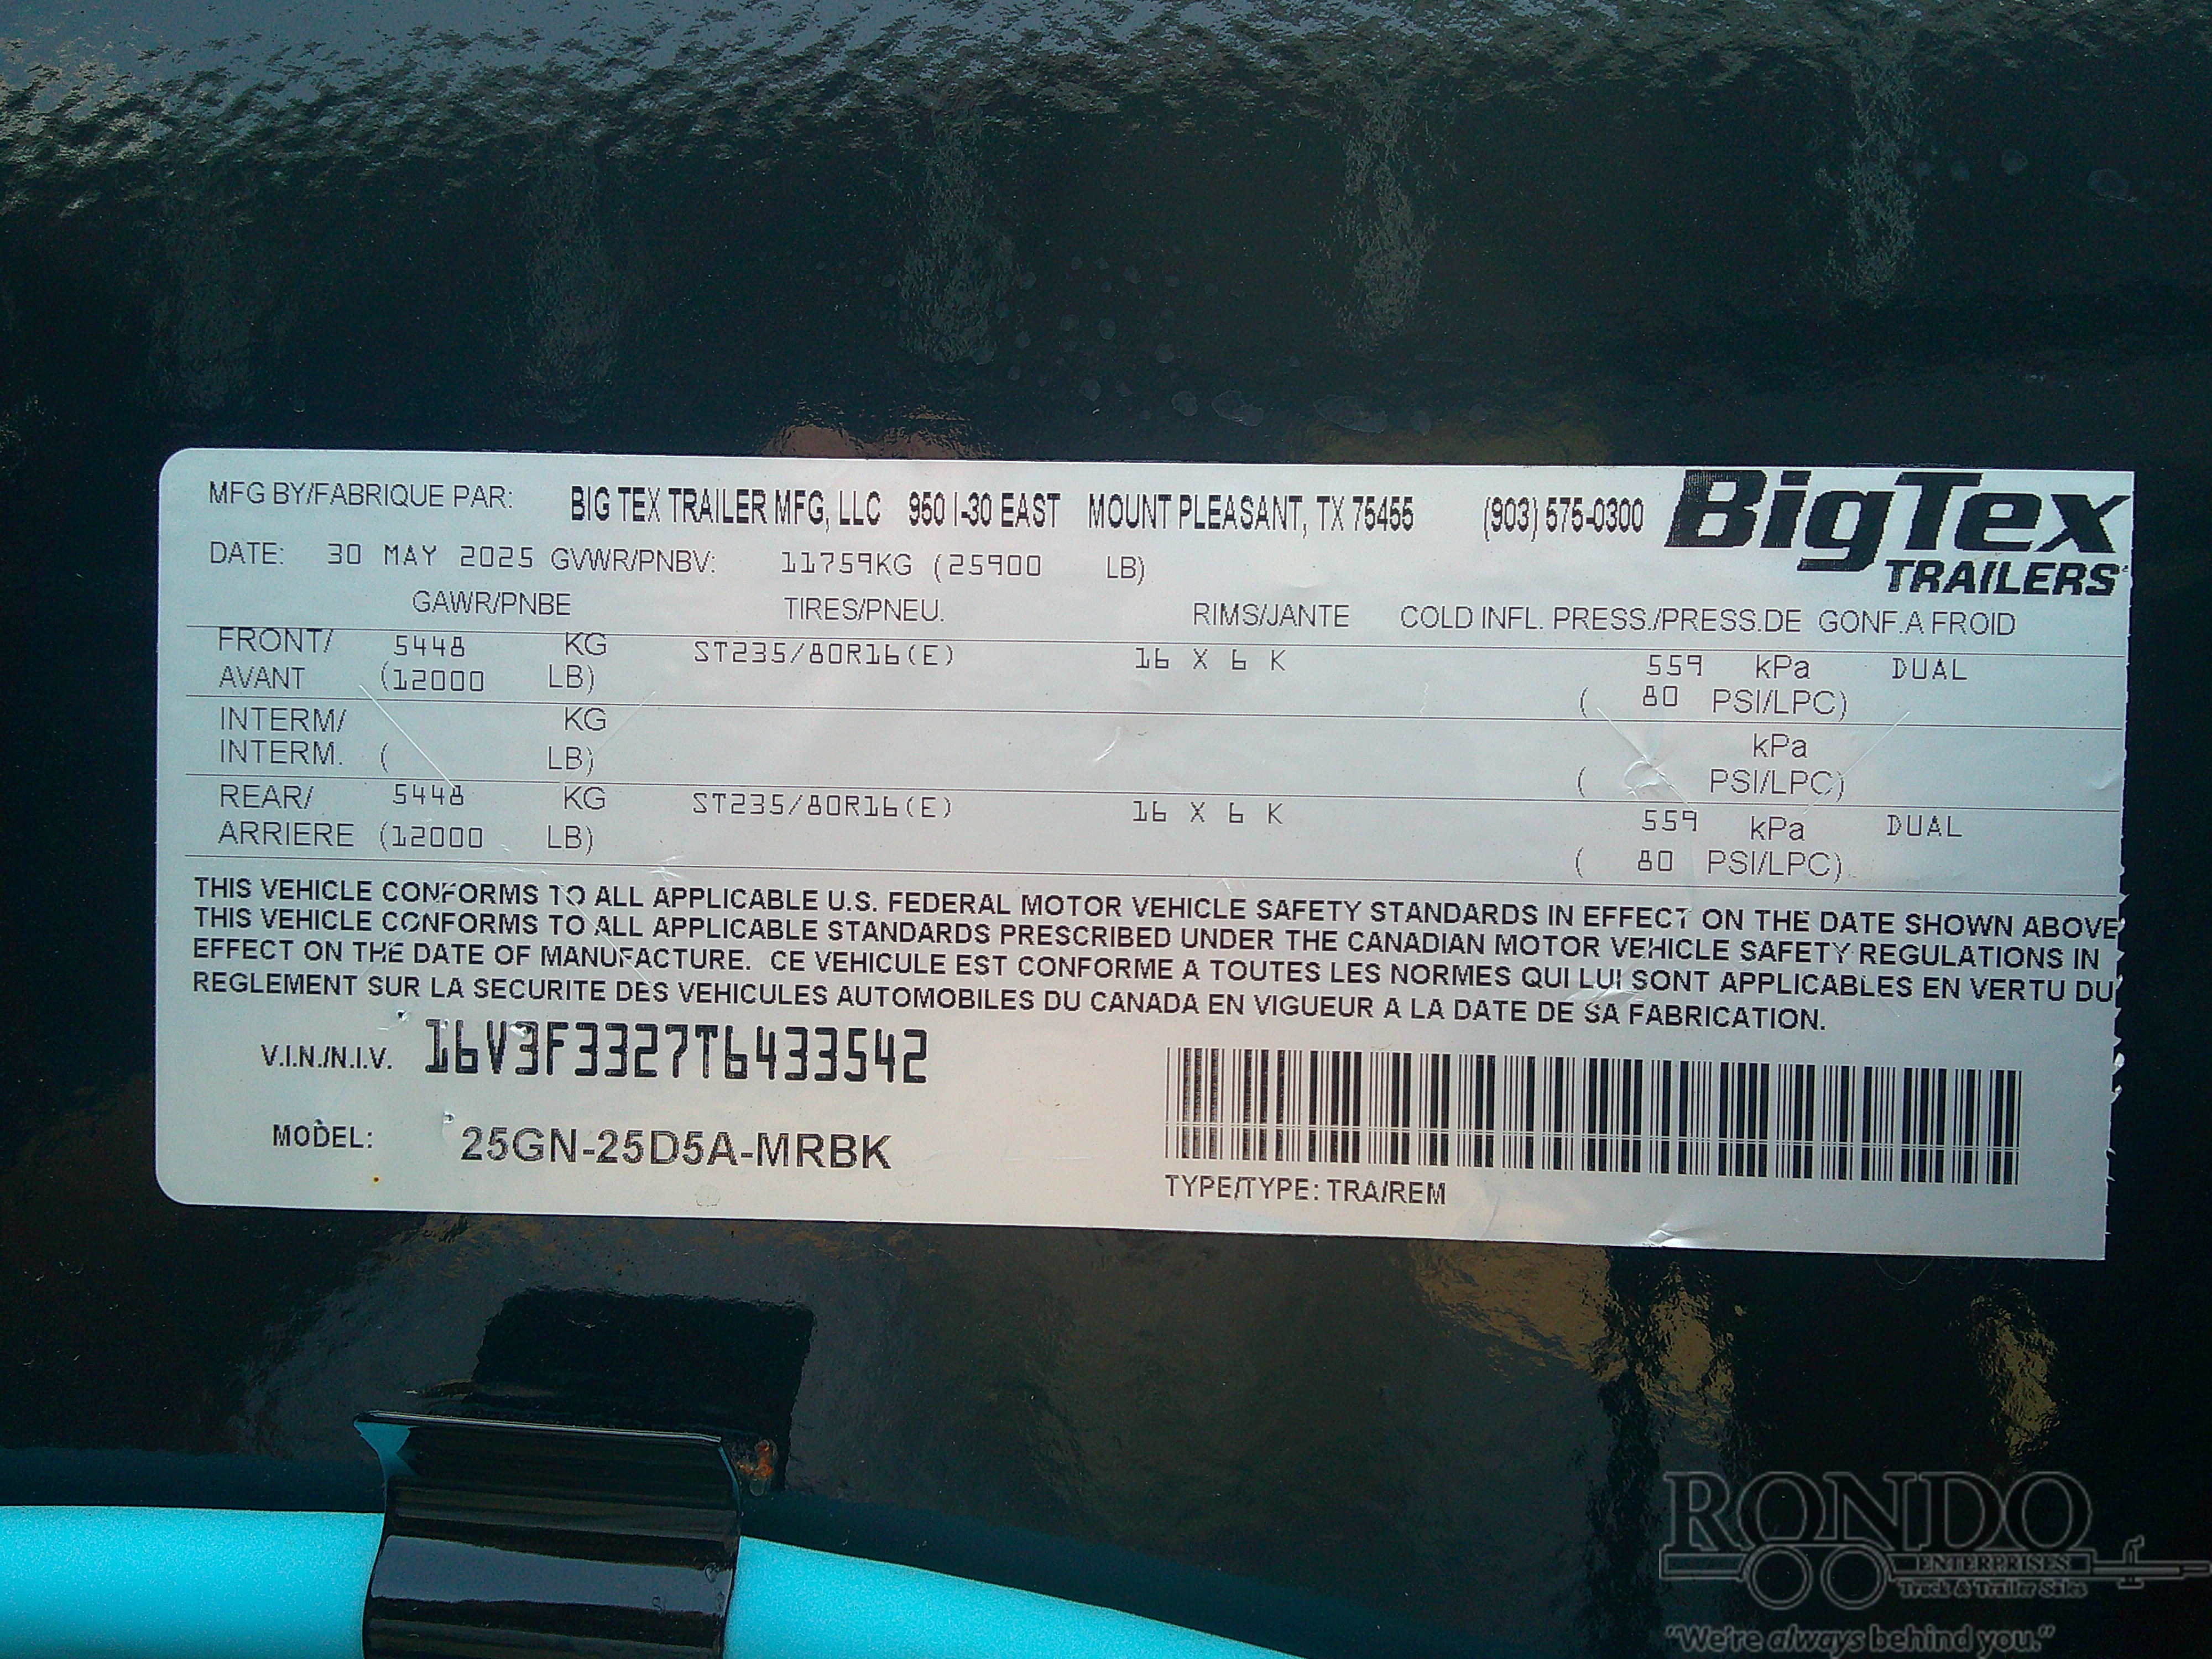 MFG BY/FABRIQUE PAR: BIG TEX TRAILER MFG, LLC 950 I-30 EAST MOUNT PLEASANT, TX 75455 (903) 575-0300
BigTex
TRAILERS
DATE: 30 MAY 2025 GVWR/PNBV: 11759KG (25900 LB)
GAWR/PNBE TIRES/PNEU. RIMS/JANTE COLD INFL. PRESS./PRESS.DE GONF.A FROID
FRONT/ 5448 KG ST235/80R16(E) 16 X 6 K 559 kPa DUAL
AVANT (12000 LB) ( 80 PSI/LPC)
INTERM/ KG kPa
INTERM. ( LB) ( PSI/LPC)
REAR/ 5448 KG ST235/80R16(E) 16 X 6 K 559 kPa DUAL
ARRIERE (12000 LB) ( 80 PSI/LPC)
THIS VEHICLE CONFORMS TO ALL APPLICABLE U.S. FEDERAL MOTOR VEHICLE SAFETY STANDARDS IN EFFECT ON THE DATE SHOWN ABOVE
THIS VEHICLE CONFORMS TO ALL APPLICABLE STANDARDS PRESCRIBED UNDER THE CANADIAN MOTOR VEHICLE SAFETY REGULATIONS IN
EFFECT ON THE DATE OF MANUFACTURE. CE VEHICULE EST CONFORME A TOUTES LES NORMES QUI LUI SONT APPLICABLES EN VERTU DU
REGLEMENT SUR LA SECURITE DES VEHICULES AUTOMOBILES DU CANADA EN VIGUEUR A LA DATE DE SA FABRICATION.
V.I.N./N.I.V. 16V3F3327T6433542
MODEL: 25GN-25D5A-MRBK
TYPE/TYPE: TRA/REM
RONDO
ENTERPRISES
Truck & Trailer Sales
"We're always behind you."